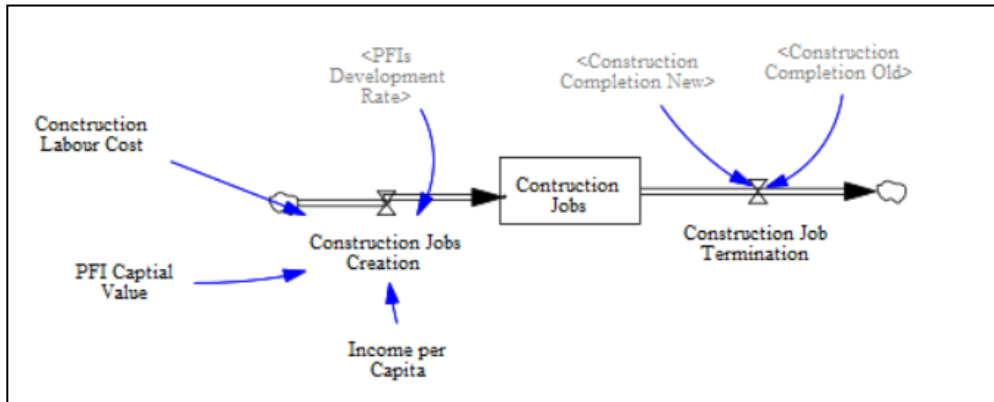 <PFIs
Development
Rate>
<Construction
Completion New>
<Construction
Completion Old>
Conctruction
Labour Cost
Contruction
Jobs
Construction Jobs
Creation
Construction Job
Termination
PFI Captial
Value
Income per
Capita